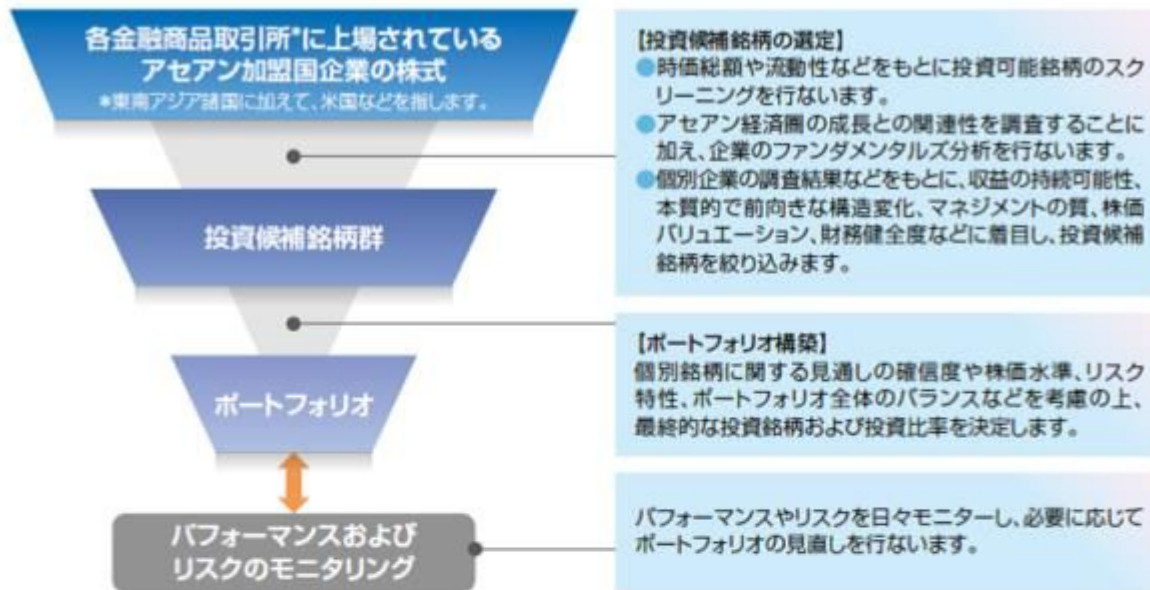 各金融商品取引所*に上場されている
アセアン加盟国企業の株式
*東南アジア諸国に加えて、米国などを指します。
【投資候補銘柄の選定】
●時価総額や流動性などをもとに投資可能銘柄のスク
リーニングを行ないます。
●アセアン経済圏の成長との関連性を調査することに
加え、企業のファンダメンタルズ分析を行ないます。
●個別企業の調査結果などをもとに、収益の持続可能性、
本質的で前向きな構造変化、マネジメントの質、株価
バリュエーション、財務健全度などに着目し、投資候補
銘柄を絞り込みます。
投資候補銘柄群
【ポートフォリオ構築】
個別銘柄に関する見通しの確信度や株価水準、リスク
特性、ポートフォリオ全体のバランスなどを考慮の上、
最終的な投資銘柄および投資比率を決定します。
ポートフォリオ
パフォーマンスおよび
リスクのモニタリング
パフォーマンスやリスクを日々モニターし、必要に応じて
ポートフォリオの見直しを行ないます。